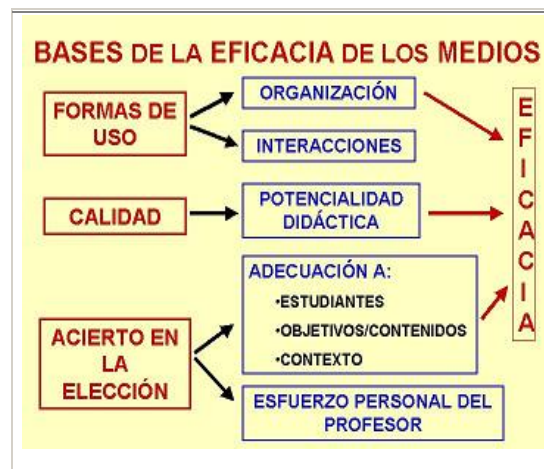 BASES DE LA EFICACIA DE LOS MEDIOS
FORMAS DE
USO
ORGANIZACIÓN
INTERACCIONES
CALIDAD
POTENCIALIDAD
DIDÁCTICA
ACIERTO EN
LA
ELECCIÓN
ADECUACIÓN A:
•ESTUDIANTES
•OBJETIVOS/CONTENIDOS
•CONTEXTO
ESFUERZO PERSONAL DEL
PROFESOR
EFICACIA